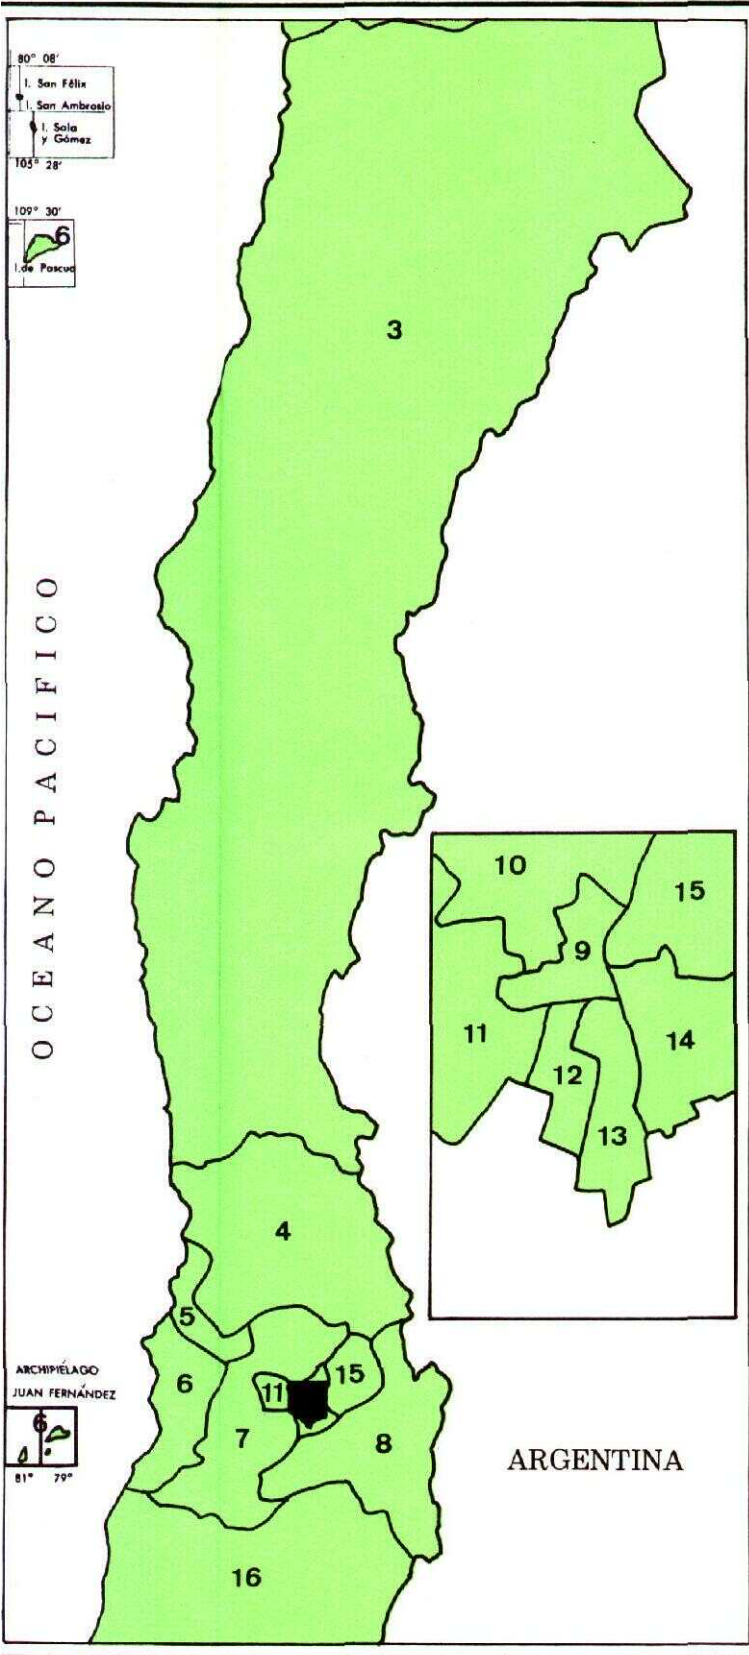 80° 08'
I. San Félix
I. San Ambrosio
I. Sala
y Gómez
105° 28'
109° 30'
6
I.de Pascua
3
OCEANO PACIFICO
10
15
9
11
14
12
13
4
5
6
15
11
7
8
ARCHIPIÉLAGO
JUAN FERNÁNDEZ
6
81° 79°
ARGENTINA
16